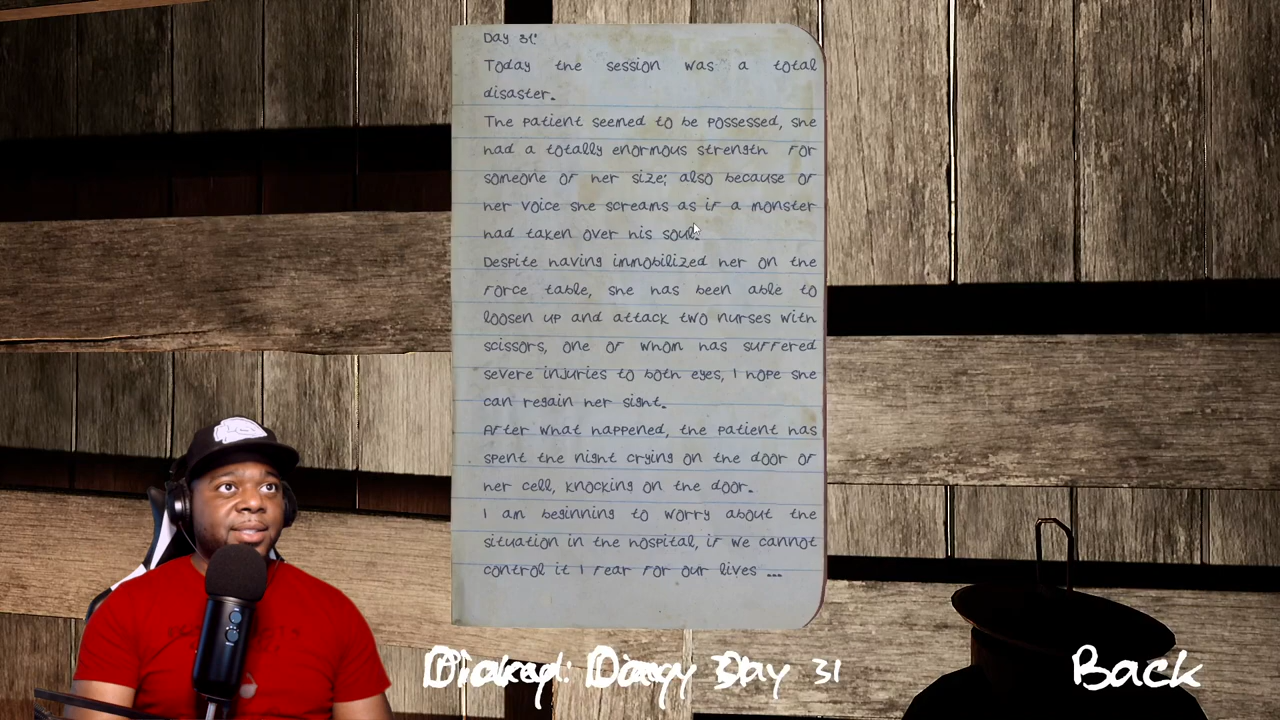 Day 31:
Today the session was a total
disaster.
The patient seemed to be possessed, she
had a totally enormous strength for
someone of her size; also because of
her voice she screams as if a monster
had taken over his soul.
Despite having immobilized her on the
force table, she has been able to
loosen up and attack two nurses with
scissors, one of whom has suffered
severe injuries to both eyes, I hope she
can regain her sight.
After what happened, the patient has
spent the night crying on the door of
her cell, knocking on the door.
I am beginning to worry about the
situation in the hospital, if we cannot
control it I fear for our lives ...
Day 31
Back